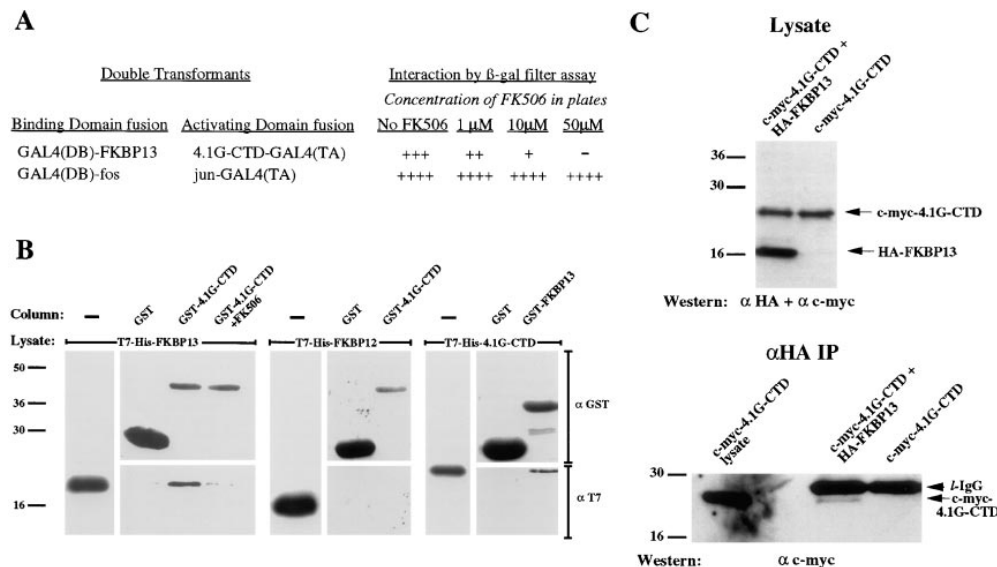 A
Double Transformants
Interaction by ß-gal filter assay
Concentration of FK506 in plates
Binding Domain fusion Activating Domain fusion No FK506 1 µM 10µM 50µM
GAL4(DB)-FKBP13 4.1G-CTD-GAL4(TA) +++ ++ + −
GAL4(DB)-fos jun-GAL4(TA) ++++ ++++ ++++ ++++
B
Column: − GST GST-4.1G-CTD GST-4.1G-CTD +FK506 − GST GST-4.1G-CTD − GST GST-FKBP13
Lysate: T7-His-FKBP13 T7-His-FKBP12 T7-His-4.1G-CTD
50
36
30
16
α GST
α T7
C
Lysate
c-myc-4.1G-CTD +
HA-FKBP13
c-myc-4.1G-CTD
36
30
16
c-myc-4.1G-CTD
HA-FKBP13
Western: α HA + α c-myc
αHA IP
c-myc-4.1G-CTD
lysate
c-myc-4.1G-CTD +
HA-FKBP13
c-myc-4.1G-CTD
30
16
l-IgG
c-myc-
4.1G-CTD
Western: α c-myc